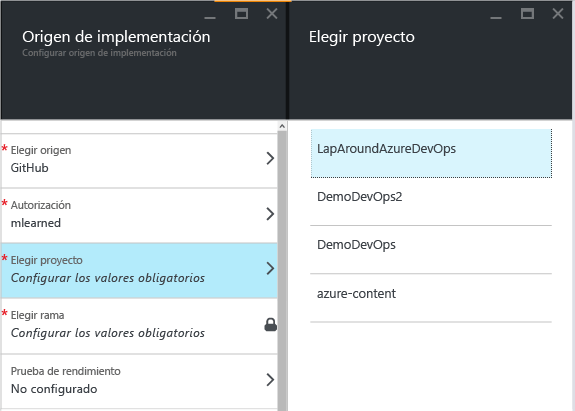 Origen de implementación
Configurar origen de implementación
* Elegir origen
GitHub
* Autorización
mlearned
* Elegir proyecto
Configurar los valores obligatorios
* Elegir rama
Configurar los valores obligatorios
Prueba de rendimiento
No configurado
Elegir proyecto
LapAroundAzureDevOps
DemoDevOps2
DemoDevOps
azure-content